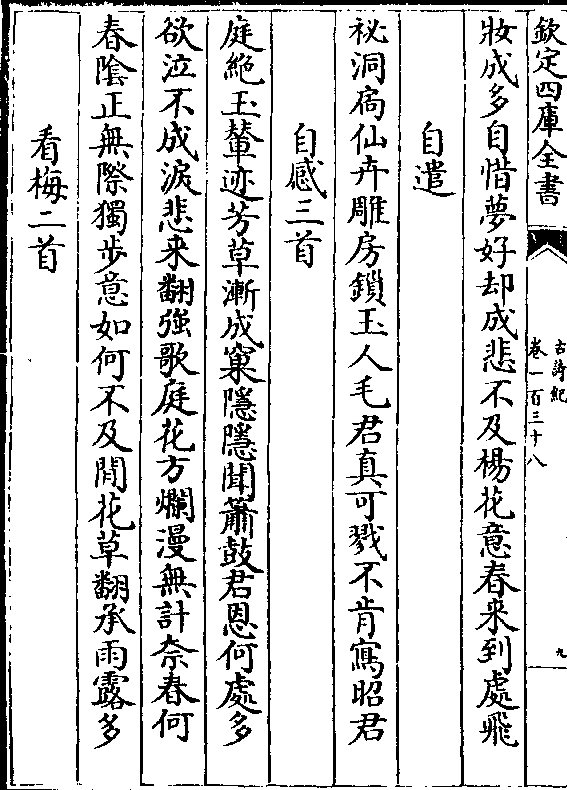 欽定四庫全書
古詩紀
卷一百三十八
九
妝成多自惜夢好却成悲不及楊花意春來到處飛
自遣
祕洞扃仙卉雕房鎖玉人毛君真可戮不肯寫昭君
自感三首
庭絶玉輦迹芳草漸成窠隱隱聞簫鼓君恩何處多
欲泣不成淚悲来翻強歌庭花方爛漫無計奈春何
春陰正無際獨步意如何不及閒花草翻承雨露多
看梅二首